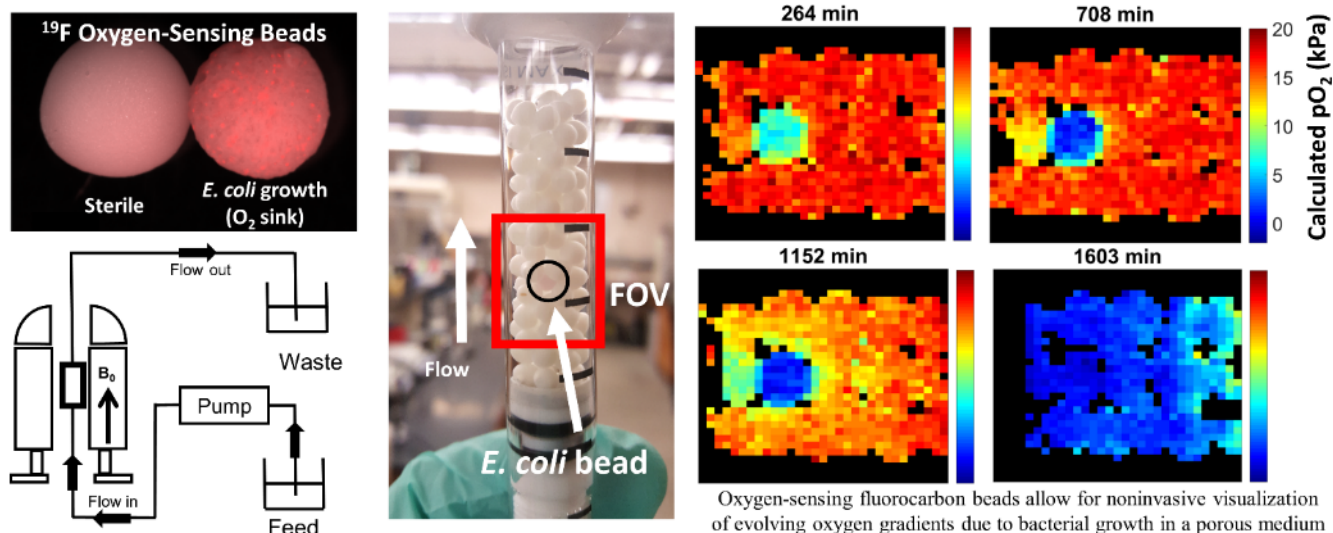 ¹⁹F Oxygen-Sensing Beads
Sterile
E. coli growth
(O₂ sink)
Flow out
Waste
B₀
Pump
Flow in
Feed
FOV
Flow
E. coli bead
264 min
708 min
20
15
10
5
0
Calculated pO₂ (kPa)
1152 min
1603 min
Oxygen-sensing fluorocarbon beads allow for noninvasive visualization
of evolving oxygen gradients due to bacterial growth in a porous medium